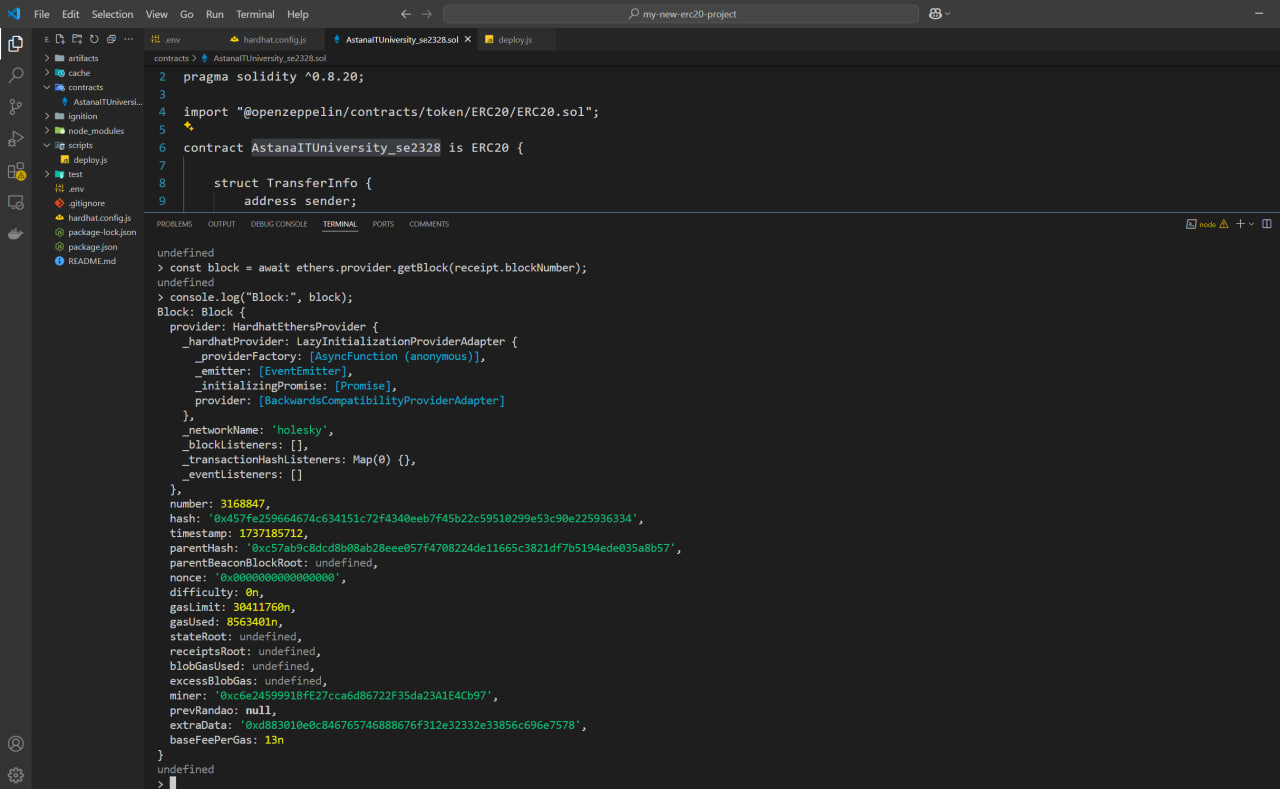 File Edit Selection View Go Run Terminal Help
my-new-erc20-project
E.
artifacts
cache
contracts
AstanaITUniversi...
ignition
node_modules
scripts
deploy.js
test
.env
.gitignore
hardhat.config.js
package-lock.json
package.json
README.md
.env hardhat.config.js AstanaITUniversity_se2328.sol deploy.js
contracts > AstanaITUniversity_se2328.sol
2 pragma solidity ^0.8.20;
3
4 import "@openzeppelin/contracts/token/ERC20/ERC20.sol";
5
6 contract AstanaITUniversity_se2328 is ERC20 {
7
8 struct TransferInfo {
9 address sender;
PROBLEMS OUTPUT DEBUG CONSOLE TERMINAL PORTS COMMENTS
node
undefined
> const block = await ethers.provider.getBlock(receipt.blockNumber);
undefined
> console.log("Block:", block);
Block: Block {
provider: HardhatEthersProvider {
_hardhatProvider: LazyInitializationProviderAdapter {
_providerFactory: [AsyncFunction (anonymous)],
_emitter: [EventEmitter],
_initializingPromise: [Promise],
provider: [BackwardsCompatibilityProviderAdapter]
},
_networkName: 'holesky',
_blockListeners: [],
_transactionHashListeners: Map(0) {},
_eventListeners: []
},
number: 3168847,
hash: '0x457fe259664674c634151c72f4340eeb7f45b22c59510299e53c90e225936334',
timestamp: 1737185712,
parentHash: '0xc57ab9c8dcd8b08ab28eee057f4708224de11665c3821df7b5194ede035a8b57',
parentBeaconBlockRoot: undefined,
nonce: '0x0000000000000000',
difficulty: 0n,
gasLimit: 30411760n,
gasUsed: 8563401n,
stateRoot: undefined,
receiptsRoot: undefined,
blobGasUsed: undefined,
excessBlobGas: undefined,
miner: '0xc6e2459991BfE27cca6d86722F35da23A1E4Cb97',
prevRandao: null,
extraData: '0xd883010e0c846765746888676f312e32332e33856c696e7578',
baseFeePerGas: 13n
}
undefined
>